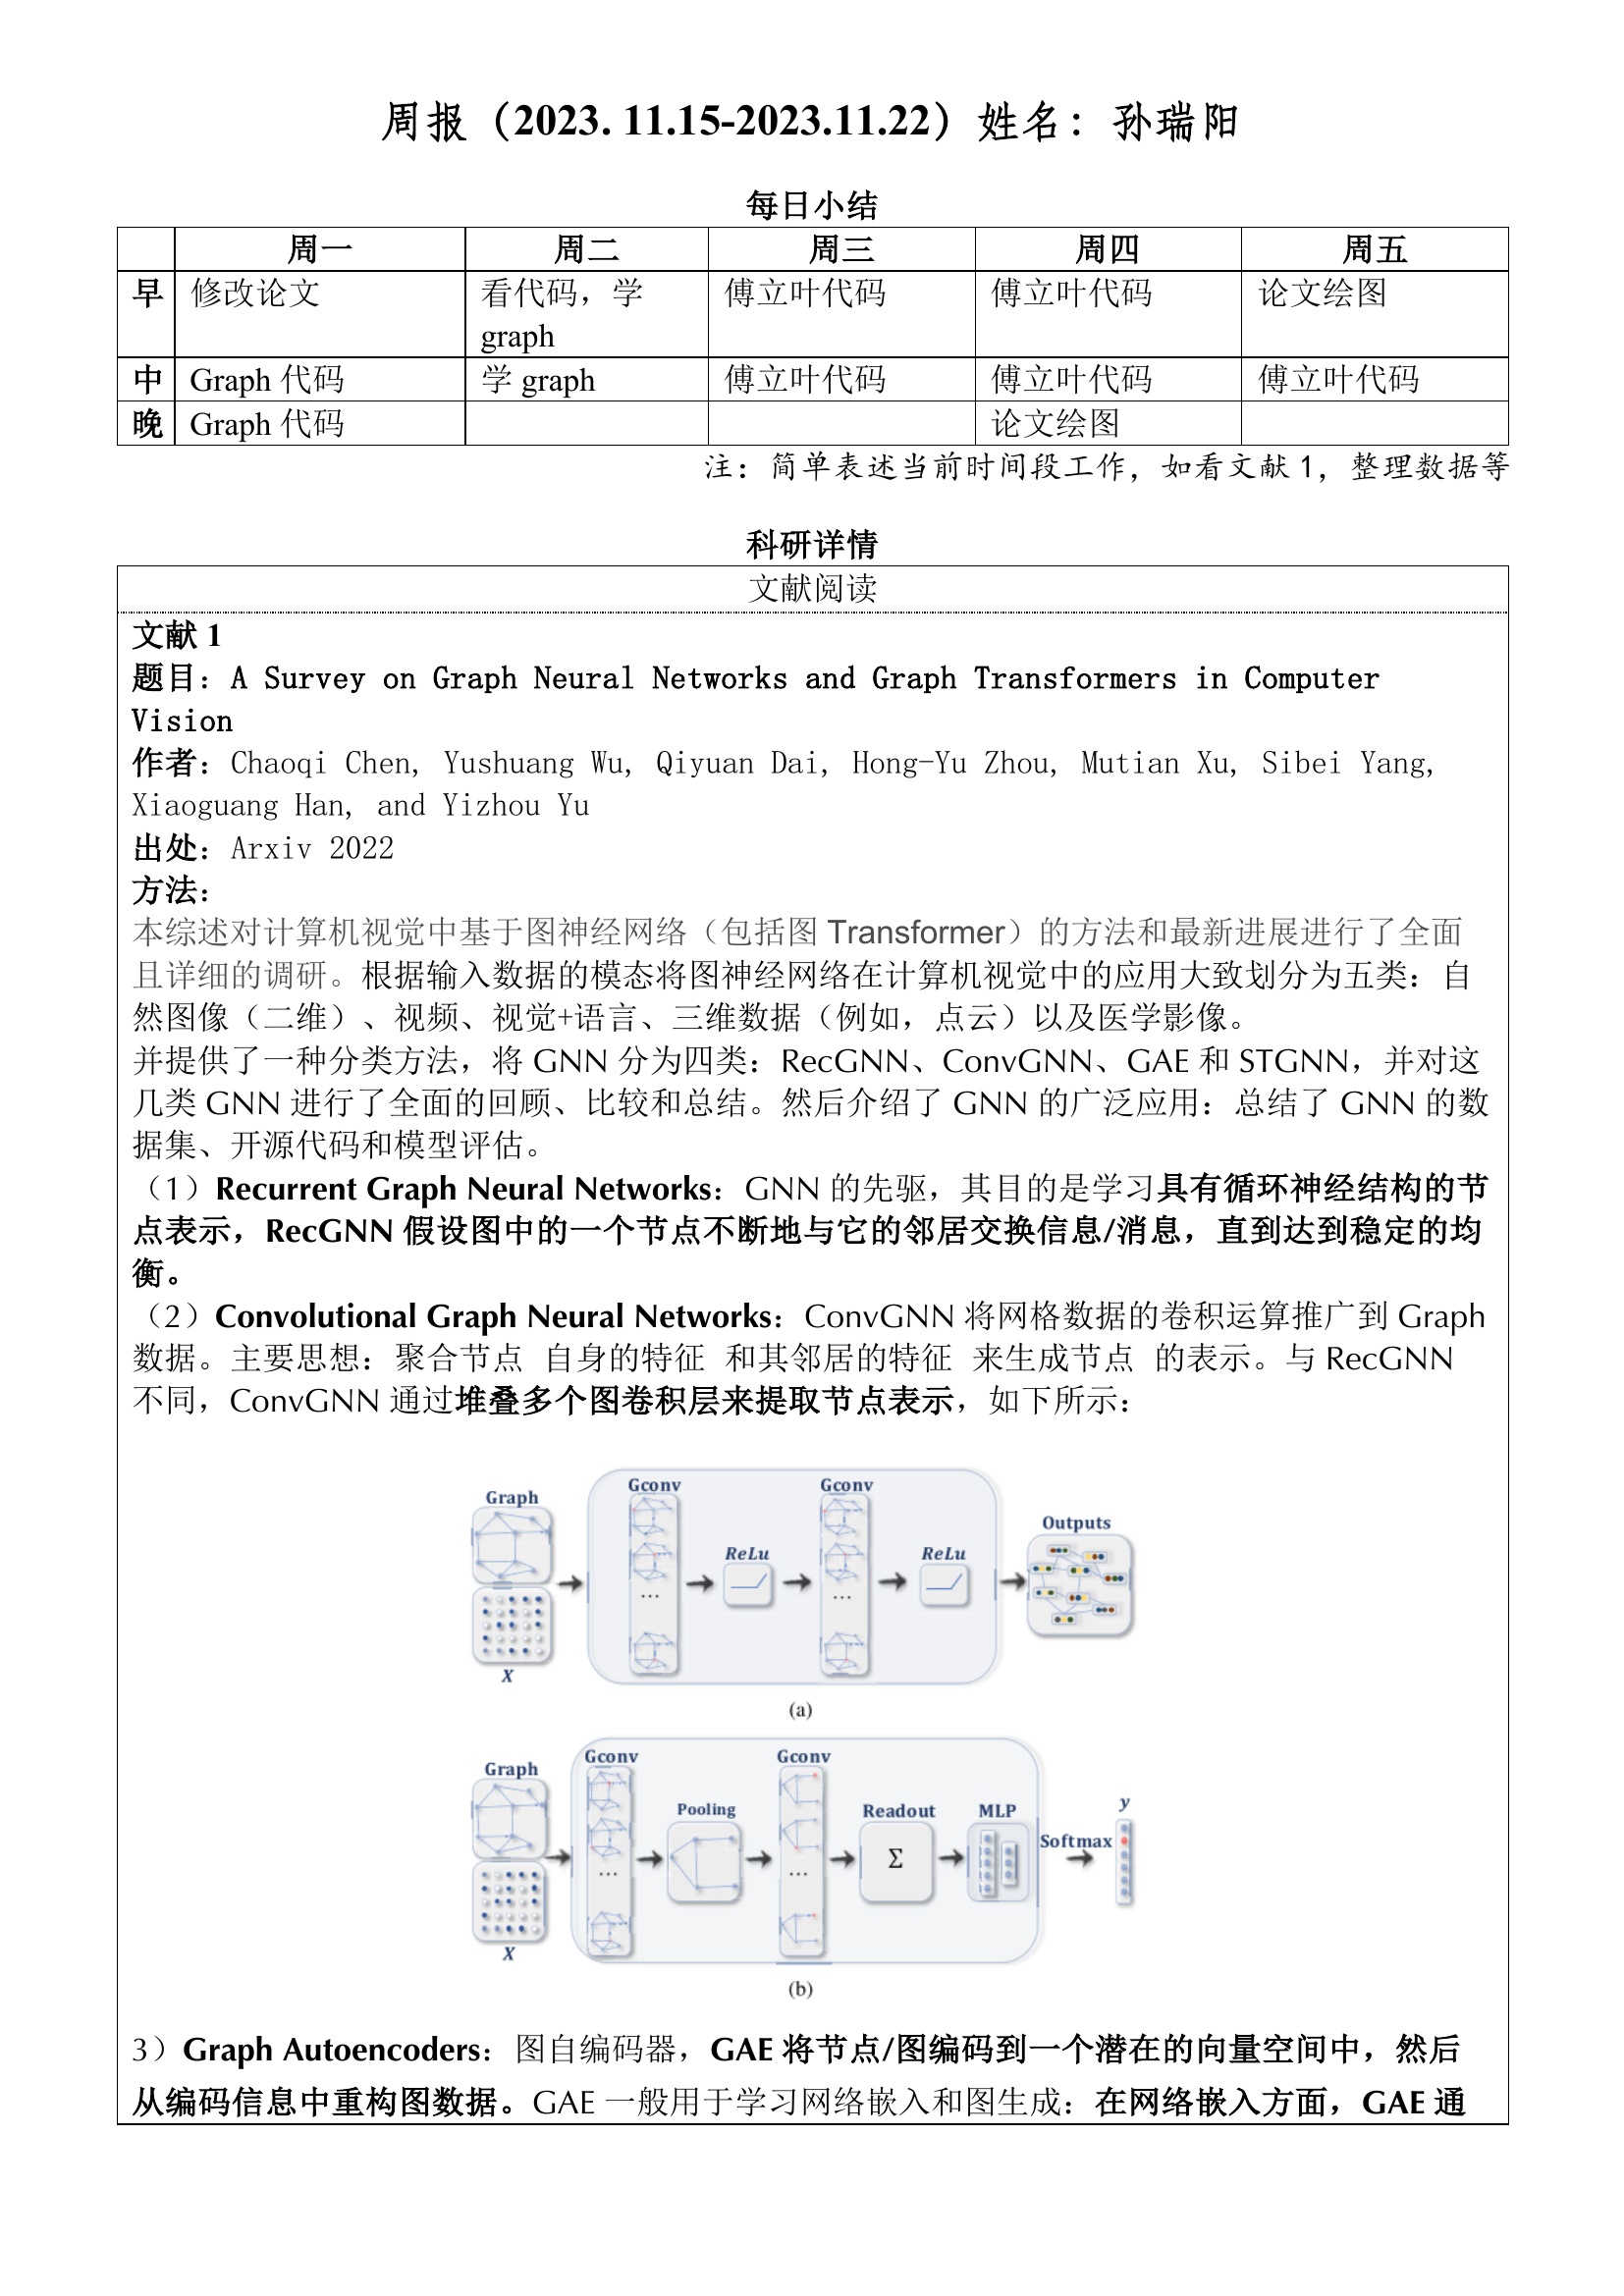 周报（2023. 11.15-2023.11.22）姓名：孙瑞阳
每日小结
周一 周二 周三 周四 周五
早 修改论文 看代码，学 傅立叶代码 傅立叶代码 论文绘图
graph
中 Graph 代码 学 graph 傅立叶代码 傅立叶代码 傅立叶代码
晚 Graph 代码 论文绘图
注：简单表述当前时间段工作，如看文献 1，整理数据等
科研详情
文献阅读
文献 1
题目：A Survey on Graph Neural Networks and Graph Transformers in Computer
Vision
作者：Chaoqi Chen, Yushuang Wu, Qiyuan Dai, Hong-Yu Zhou, Mutian Xu, Sibei Yang,
Xiaoguang Han, and Yizhou Yu
出处：Arxiv 2022
方法：
本综述对计算机视觉中基于图神经网络（包括图 Transformer）的方法和最新进展进行了全面
且详细的调研。根据输入数据的模态将图神经网络在计算机视觉中的应用大致划分为五类：自
然图像（二维）、视频、视觉+语言、三维数据（例如，点云）以及医学影像。
并提供了一种分类方法，将 GNN 分为四类：RecGNN、ConvGNN、GAE 和 STGNN，并对这
几类 GNN 进行了全面的回顾、比较和总结。然后介绍了 GNN 的广泛应用：总结了 GNN 的数
据集、开源代码和模型评估。
（1）Recurrent Graph Neural Networks：GNN 的先驱，其目的是学习具有循环神经结构的节
点表示，RecGNN 假设图中的一个节点不断地与它的邻居交换信息/消息，直到达到稳定的均
衡。
（2）Convolutional Graph Neural Networks：ConvGNN 将网格数据的卷积运算推广到 Graph
数据。主要思想：聚合节点 自身的特征 和其邻居的特征 来生成节点 的表示。与 RecGNN
不同，ConvGNN 通过堆叠多个图卷积层来提取节点表示，如下所示：
Gconv Gconv
Graph
Outputs
ReLu ReLu
... ...
X
(a)
Gconv Gconv
Graph
y
Pooling Readout MLP
Softmax
Σ
... ...
X
(b)
3）Graph Autoencoders：图自编码器，GAE 将节点/图编码到一个潜在的向量空间中，然后
从编码信息中重构图数据。GAE 一般用于学习网络嵌入和图生成：在网络嵌入方面，GAE 通